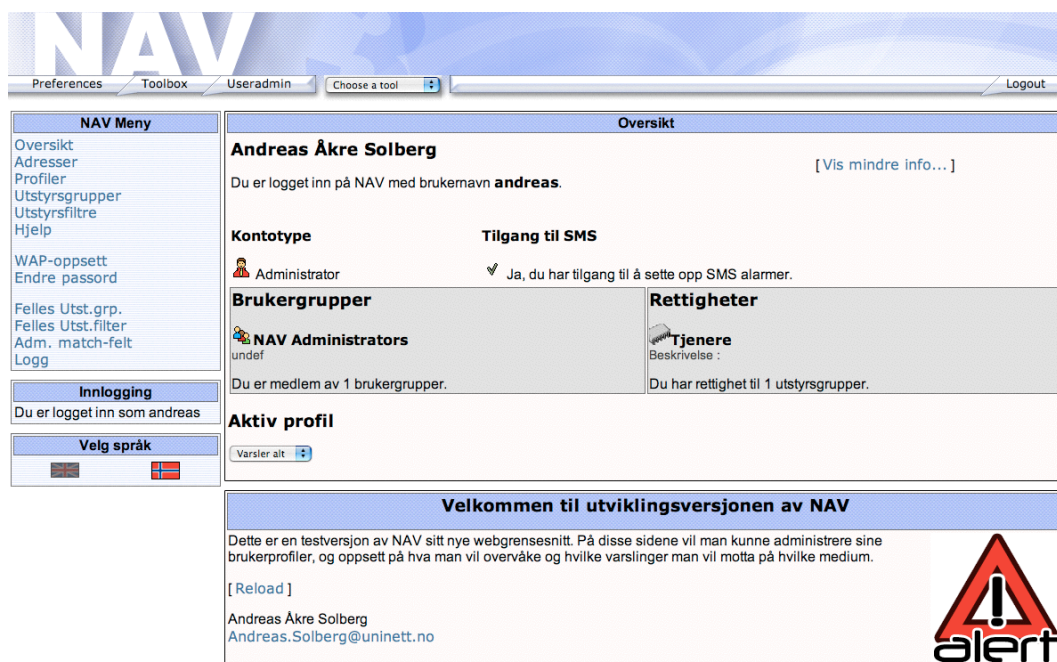 NAV
Preferences Toolbox Useradmin Choose a tool Logout
NAV Meny
Oversikt
Adresser
Profiler
Utstyrsgrupper
Utstyrsfiltre
Hjelp
WAP-oppsett
Endre passord
Felles Utst.grp.
Felles Utst.filter
Adm. match-felt
Logg
Innlogging
Du er logget inn som andreas
Velg språk
Oversikt
Andreas Åkre Solberg
[ Vis mindre info... ]
Du er logget inn på NAV med brukernavn andreas.
Kontotype Tilgang til SMS
Administrator Ja, du har tilgang til å sette opp SMS alarmer.
Brukergrupper
NAV Administrators
undef
Du er medlem av 1 brukergrupper.
Rettigheter
Tjenere
Beskrivelse :
Du har rettighet til 1 utstyrsgrupper.
Aktiv profil
Varsler alt
Velkommen til utviklingsversjonen av NAV
Dette er en testversjon av NAV sitt nye webgrensesnitt. På disse sidene vil man kunne administrere sine
brukerprofiler, og oppsett på hva man vil overvåke og hvilke varslinger man vil motta på hvilke medium.
[ Reload ]
Andreas Åkre Solberg
Andreas.Solberg@uninett.no
alert